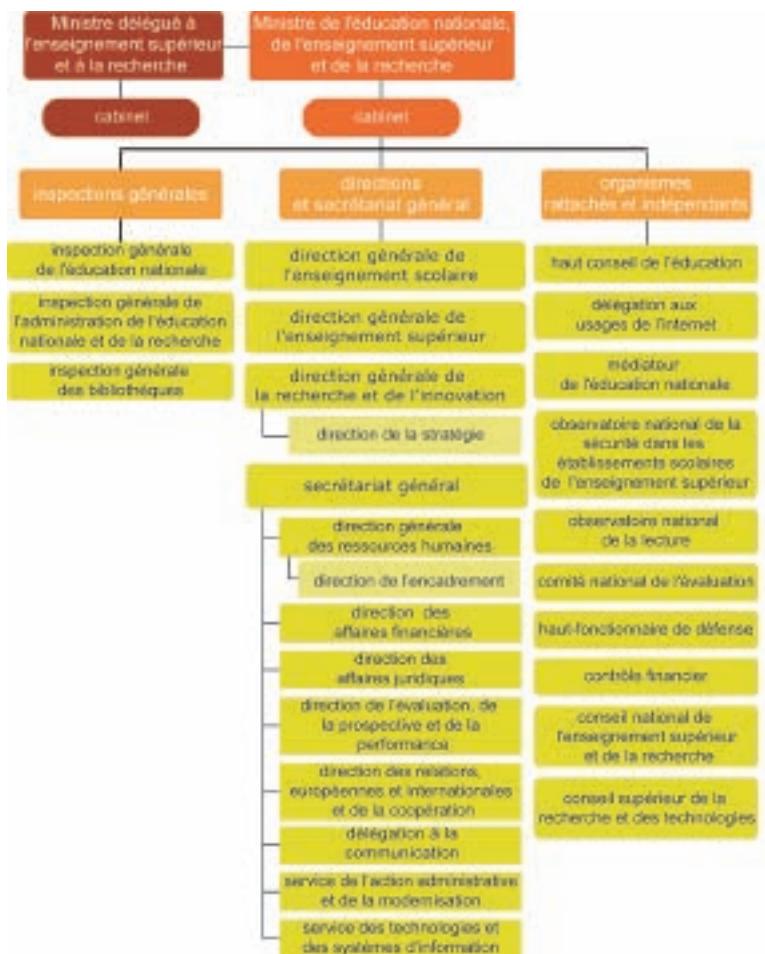 Ministre délégué à
l'enseignement supérieur
et à la recherche
Ministre de l'éducation nationale,
de l'enseignement supérieur
et de la recherche
cabinet
cabinet
inspections générales
directions
et secrétariat général
organismes
rattachés et indépendants
inspection générale
de l'éducation nationale
inspection générale de
l'administration de l'éducation
nationale et de la recherche
inspection générale
des bibliothèques
direction générale de
l'enseignement scolaire
direction générale de
l'enseignement supérieur
direction générale de
la recherche et de l'innovation
direction de la stratégie
secrétariat général
direction générale
des ressources humaines
direction de l'encadrement
direction des
affaires financières
direction des
affaires juridiques
direction de l'évaluation, de
la prospective et de la
performance
direction des relations,
européennes et internationales
et de la coopération
délégation à la
communication
service de l'action administrative
et de la modernisation
service des technologies et
des systèmes d'information
haut conseil de l'éducation
délégation aux
usages de l'internet
médiateur
de l'éducation nationale
observatoire national de la
sécurité dans les
établissements scolaires
de l'enseignement supérieur
observatoire national
de la lecture
comité national de l'évaluation
haut-fonctionnaire de défense
contrôle financier
conseil national de
l'enseignement supérieur
et de la recherche
conseil supérieur de la
recherche et des technologies